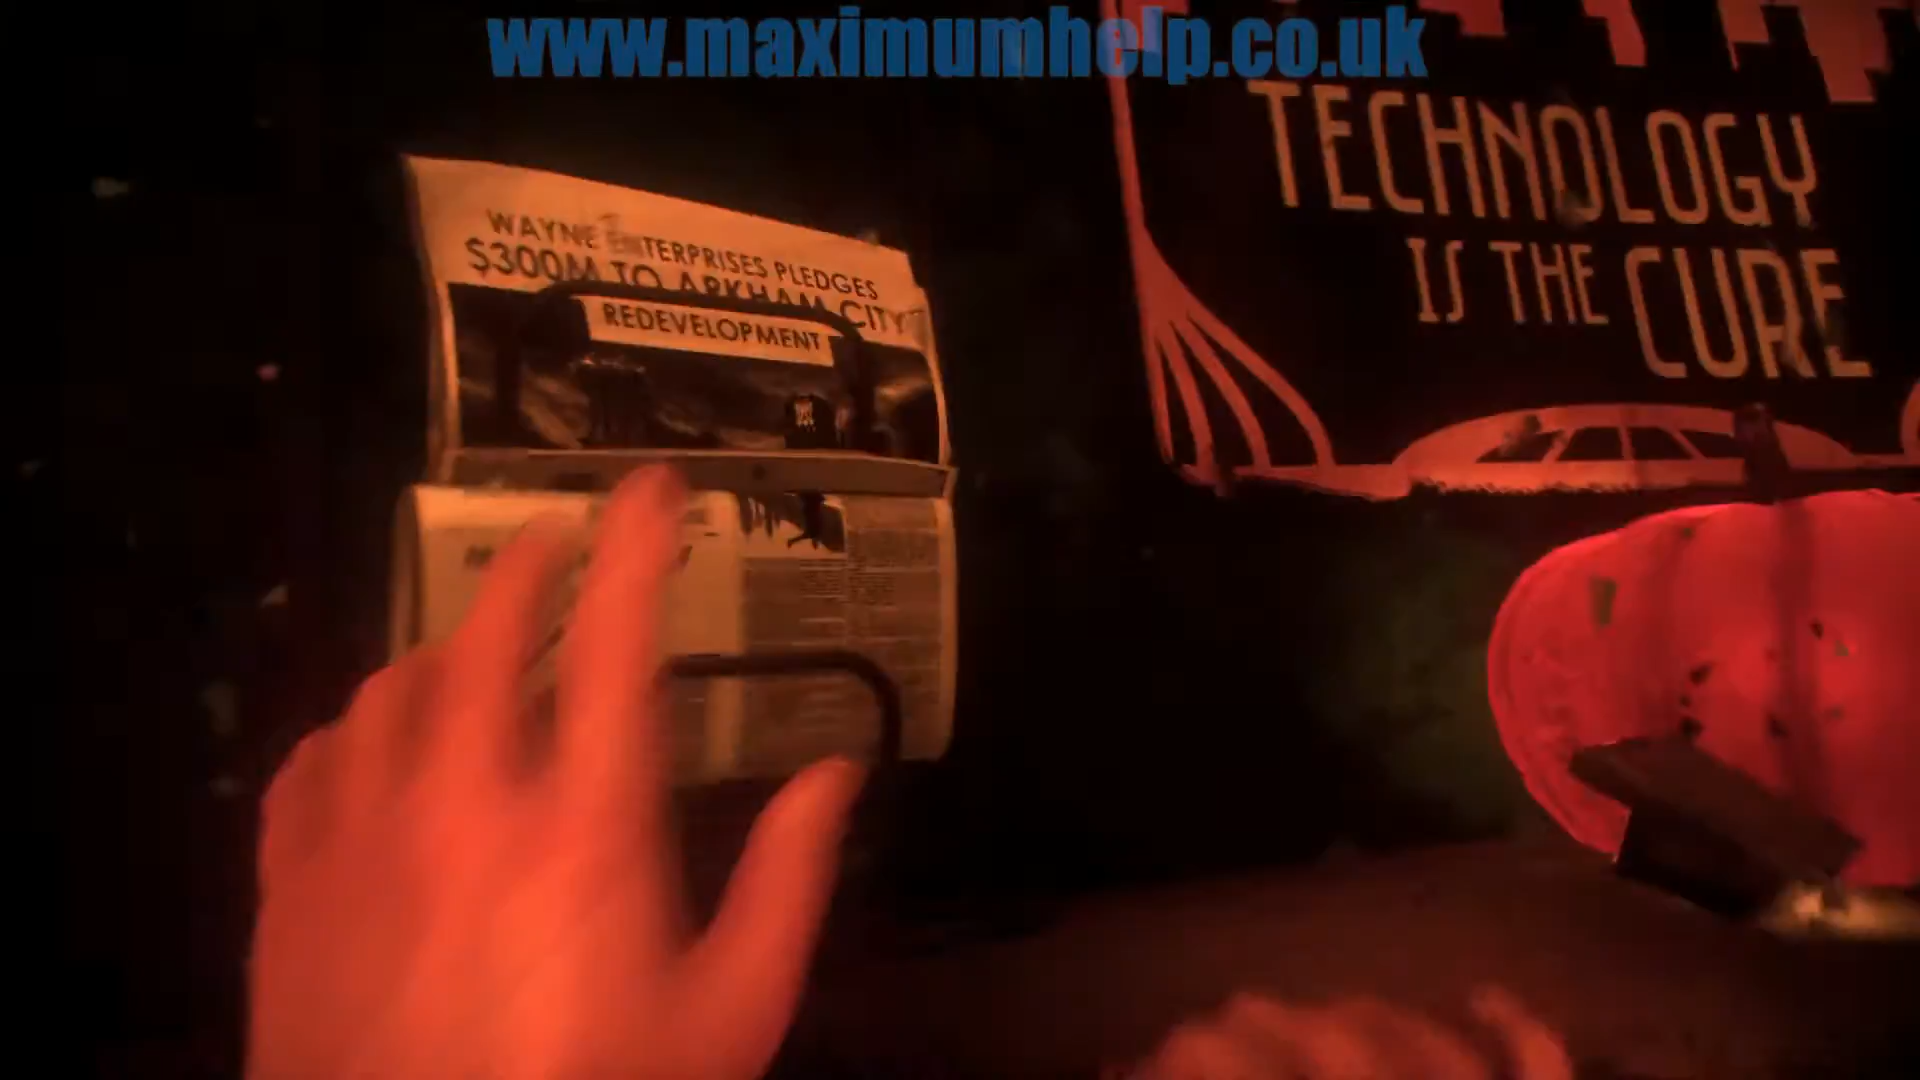 www.maximumhelp.co.uk
WAYNE ENTERPRISES PLEDGES
$300M TO ARKHAM CITY
REDEVELOPMENT
TECHNOLOGY
IS THE CURE